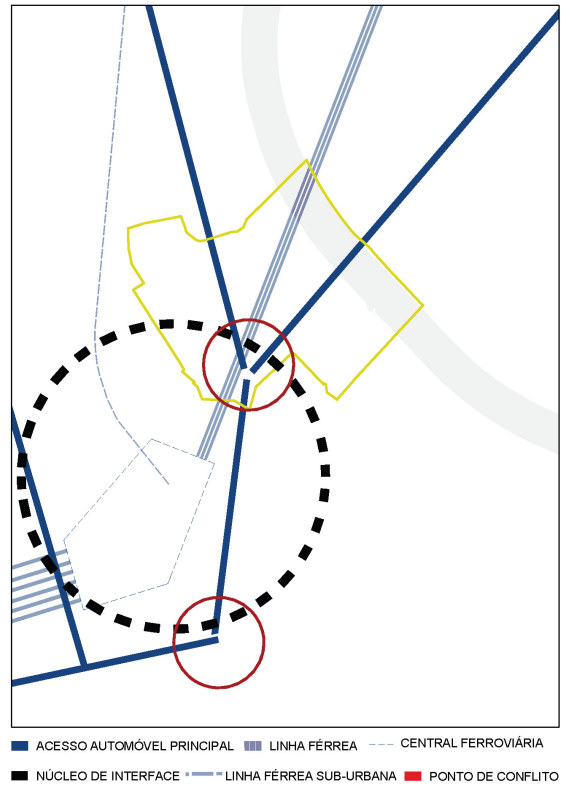 ACESSO AUTOMÓVEL PRINCIPAL LINHA FÉRREA CENTRAL FERROVIÁRIA
NÚCLEO DE INTERFACE LINHA FÉRREA SUB-URBANA PONTO DE CONFLITO